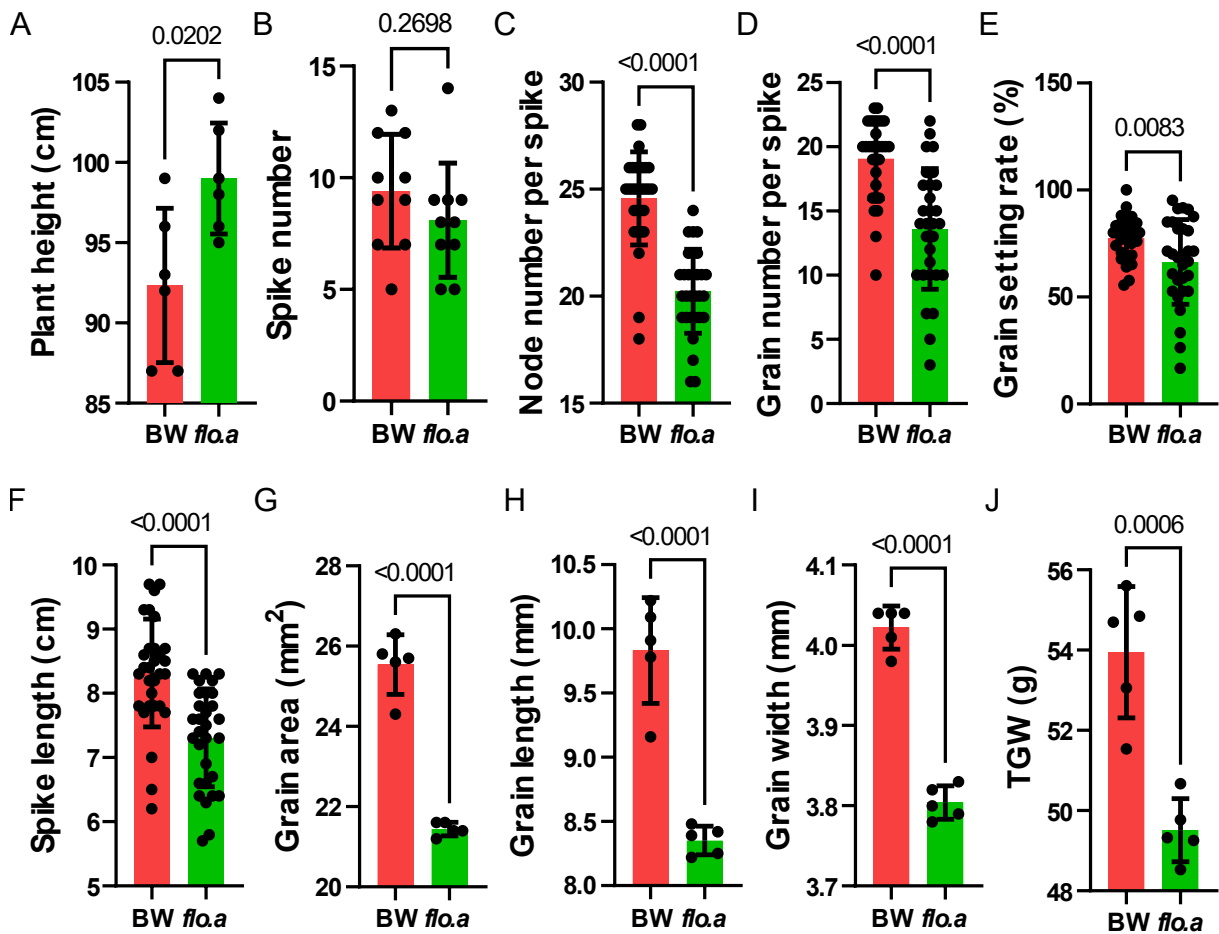 A
0.0202
Plant height (cm)
105
100
95
90
85
BW flo.a
B
0.2698
Spike number
15
10
5
0
BW flo.a
C
<0.0001
Node number per spike
30
25
20
15
BW flo.a
D
<0.0001
Grain number per spike
25
20
15
10
5
0
BW flo.a
E
0.0083
Grain setting rate (%)
150
100
50
0
BW flo.a
F
<0.0001
Spike length (cm)
10
9
8
7
6
5
BW flo.a
G
<0.0001
Grain area (mm²)
28
26
24
22
20
BW flo.a
H
<0.0001
Grain length (mm)
10.5
10.0
9.5
9.0
8.5
8.0
BW flo.a
I
<0.0001
Grain width (mm)
4.1
4.0
3.9
3.8
3.7
BW flo.a
J
0.0006
TGW (g)
56
54
52
50
48
BW flo.a